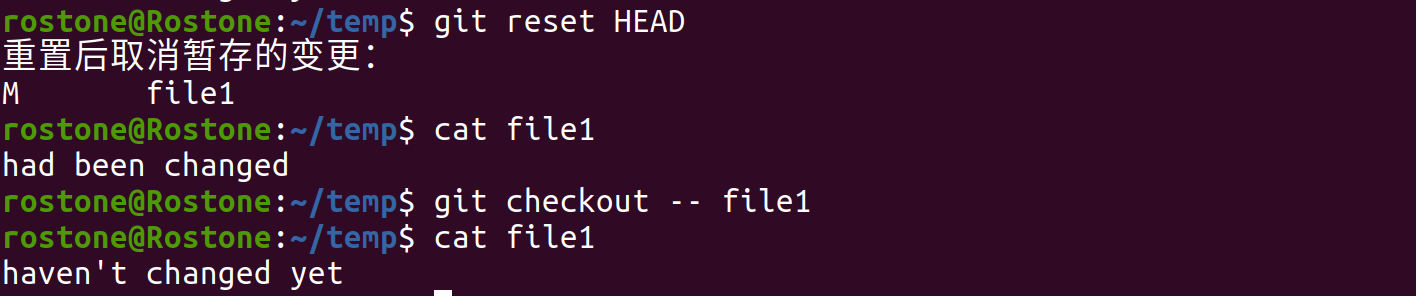 rostone@Rostone:~/temp$ git reset HEAD
重置后取消暂存的变更：
M       file1
rostone@Rostone:~/temp$ cat file1
had been changed
rostone@Rostone:~/temp$ git checkout -- file1
rostone@Rostone:~/temp$ cat file1
haven't changed yet